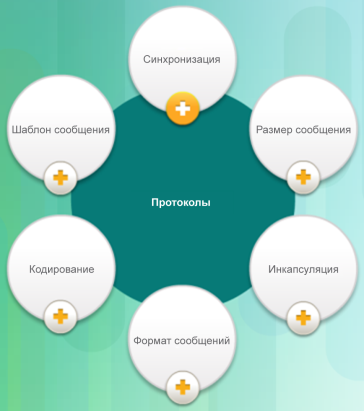 Синхронизация
Шаблон сообщения
Размер сообщения
Протоколы
Кодирование
Инкапсуляция
Формат сообщений